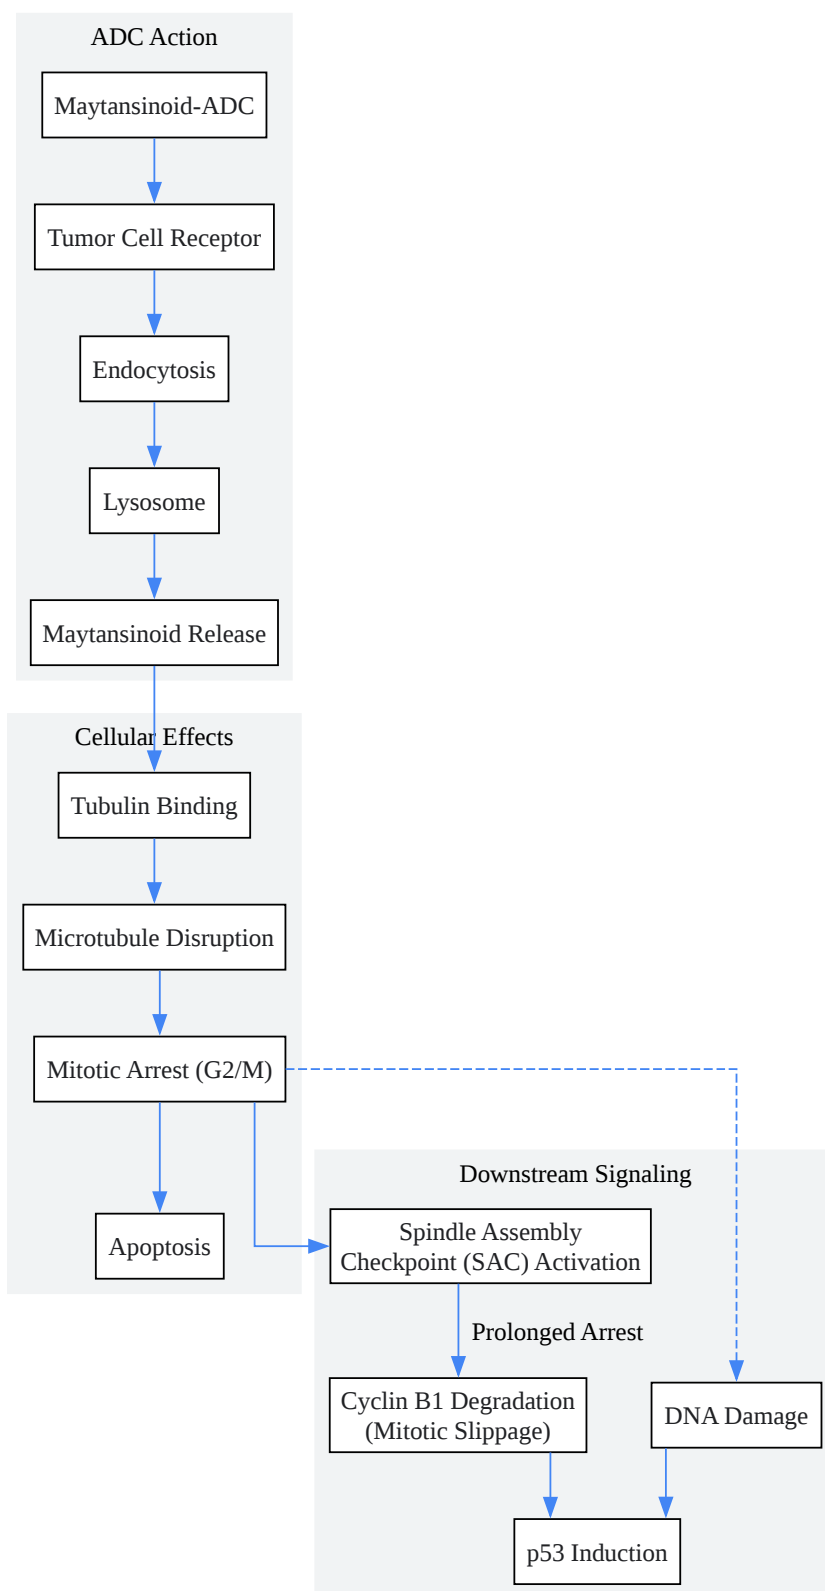 ADC Action
Maytansinoid-ADC
Tumor Cell Receptor
Endocytosis
Lysosome
Maytansinoid Release
Cellular Effects
Tubulin Binding
Microtubule Disruption
Mitotic Arrest (G2/M)
Apoptosis
Downstream Signaling
Spindle Assembly
Checkpoint (SAC) Activation
Prolonged Arrest
Cyclin B1 Degradation
(Mitotic Slippage)
DNA Damage
p53 Induction